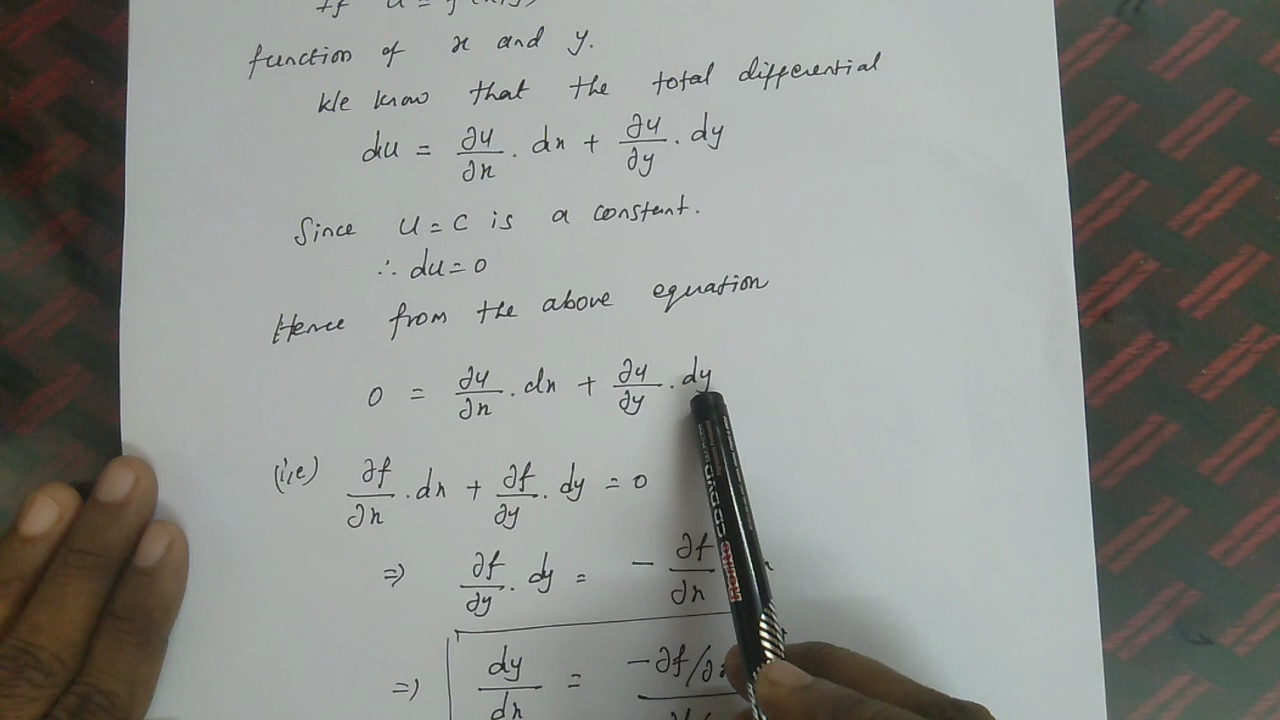 If u =
function of x and y.
We know that the total differential
du = ∂u/∂x . dx + ∂u/∂y . dy
Since u = c is a constant.
∴ du = 0
Hence from the above equation
0 = ∂u/∂x . dx + ∂u/∂y . dy
(i,e) ∂f/∂x . dx + ∂f/∂y . dy = 0
⇒ ∂f/∂y . dy = - ∂f/∂x
⇒ dy/dx = -∂f/∂